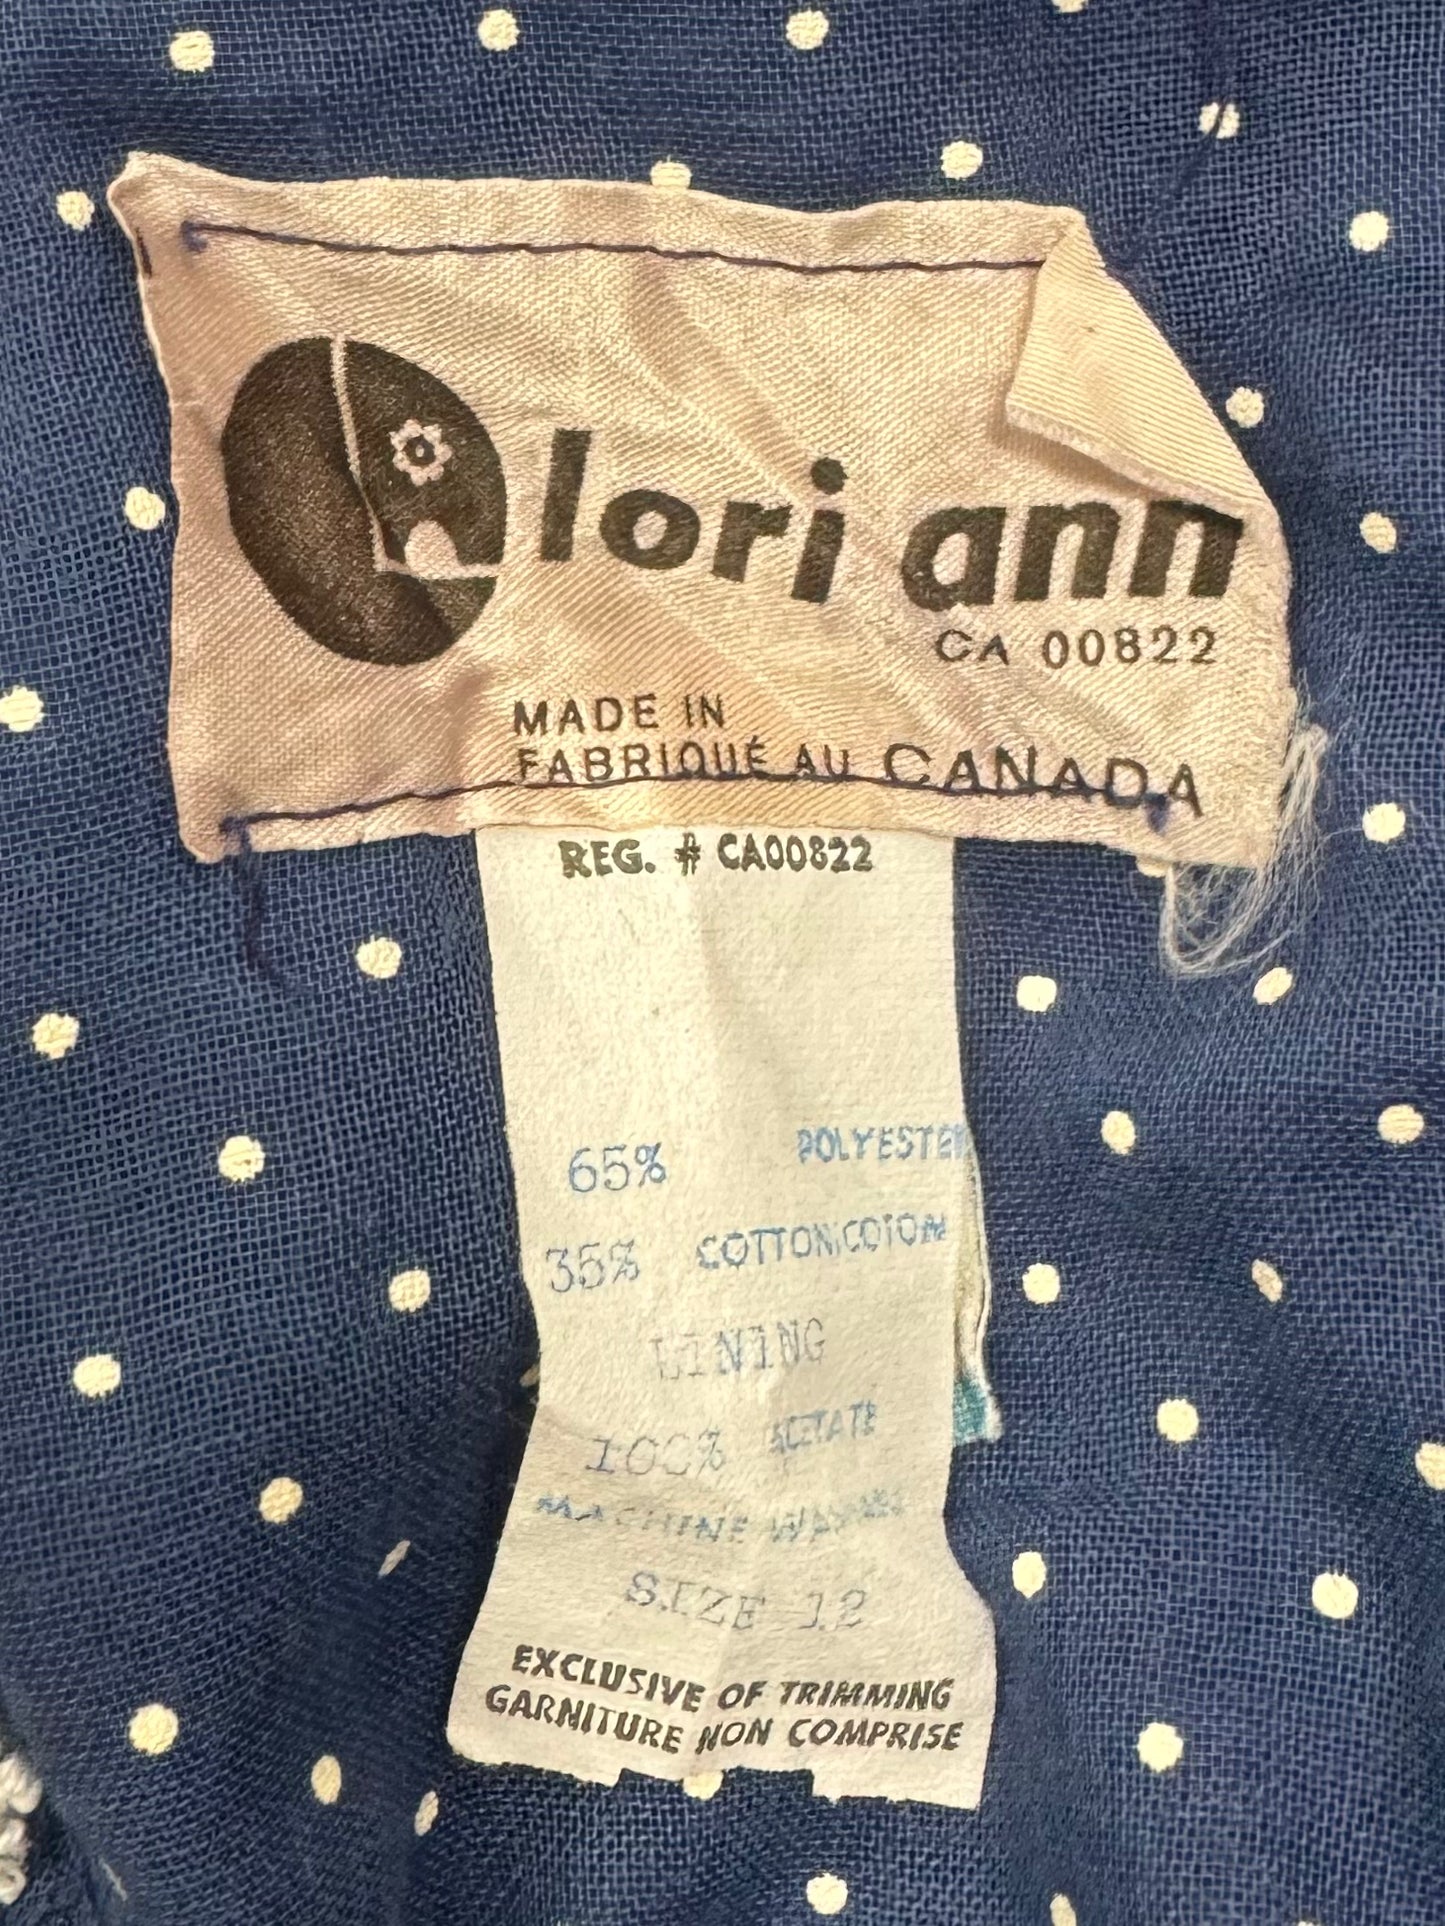 lori ann
CA 00822
MADE IN
FABRIQUÉ AU CANADA
REG. # CA00822
65% POLYESTER
35% COTTON/COTON
LINING
100% ACETATE
MACHINE
SIZE 12
EXCLUSIVE OF TRIMMING
GARNITURE NON COMPRISE